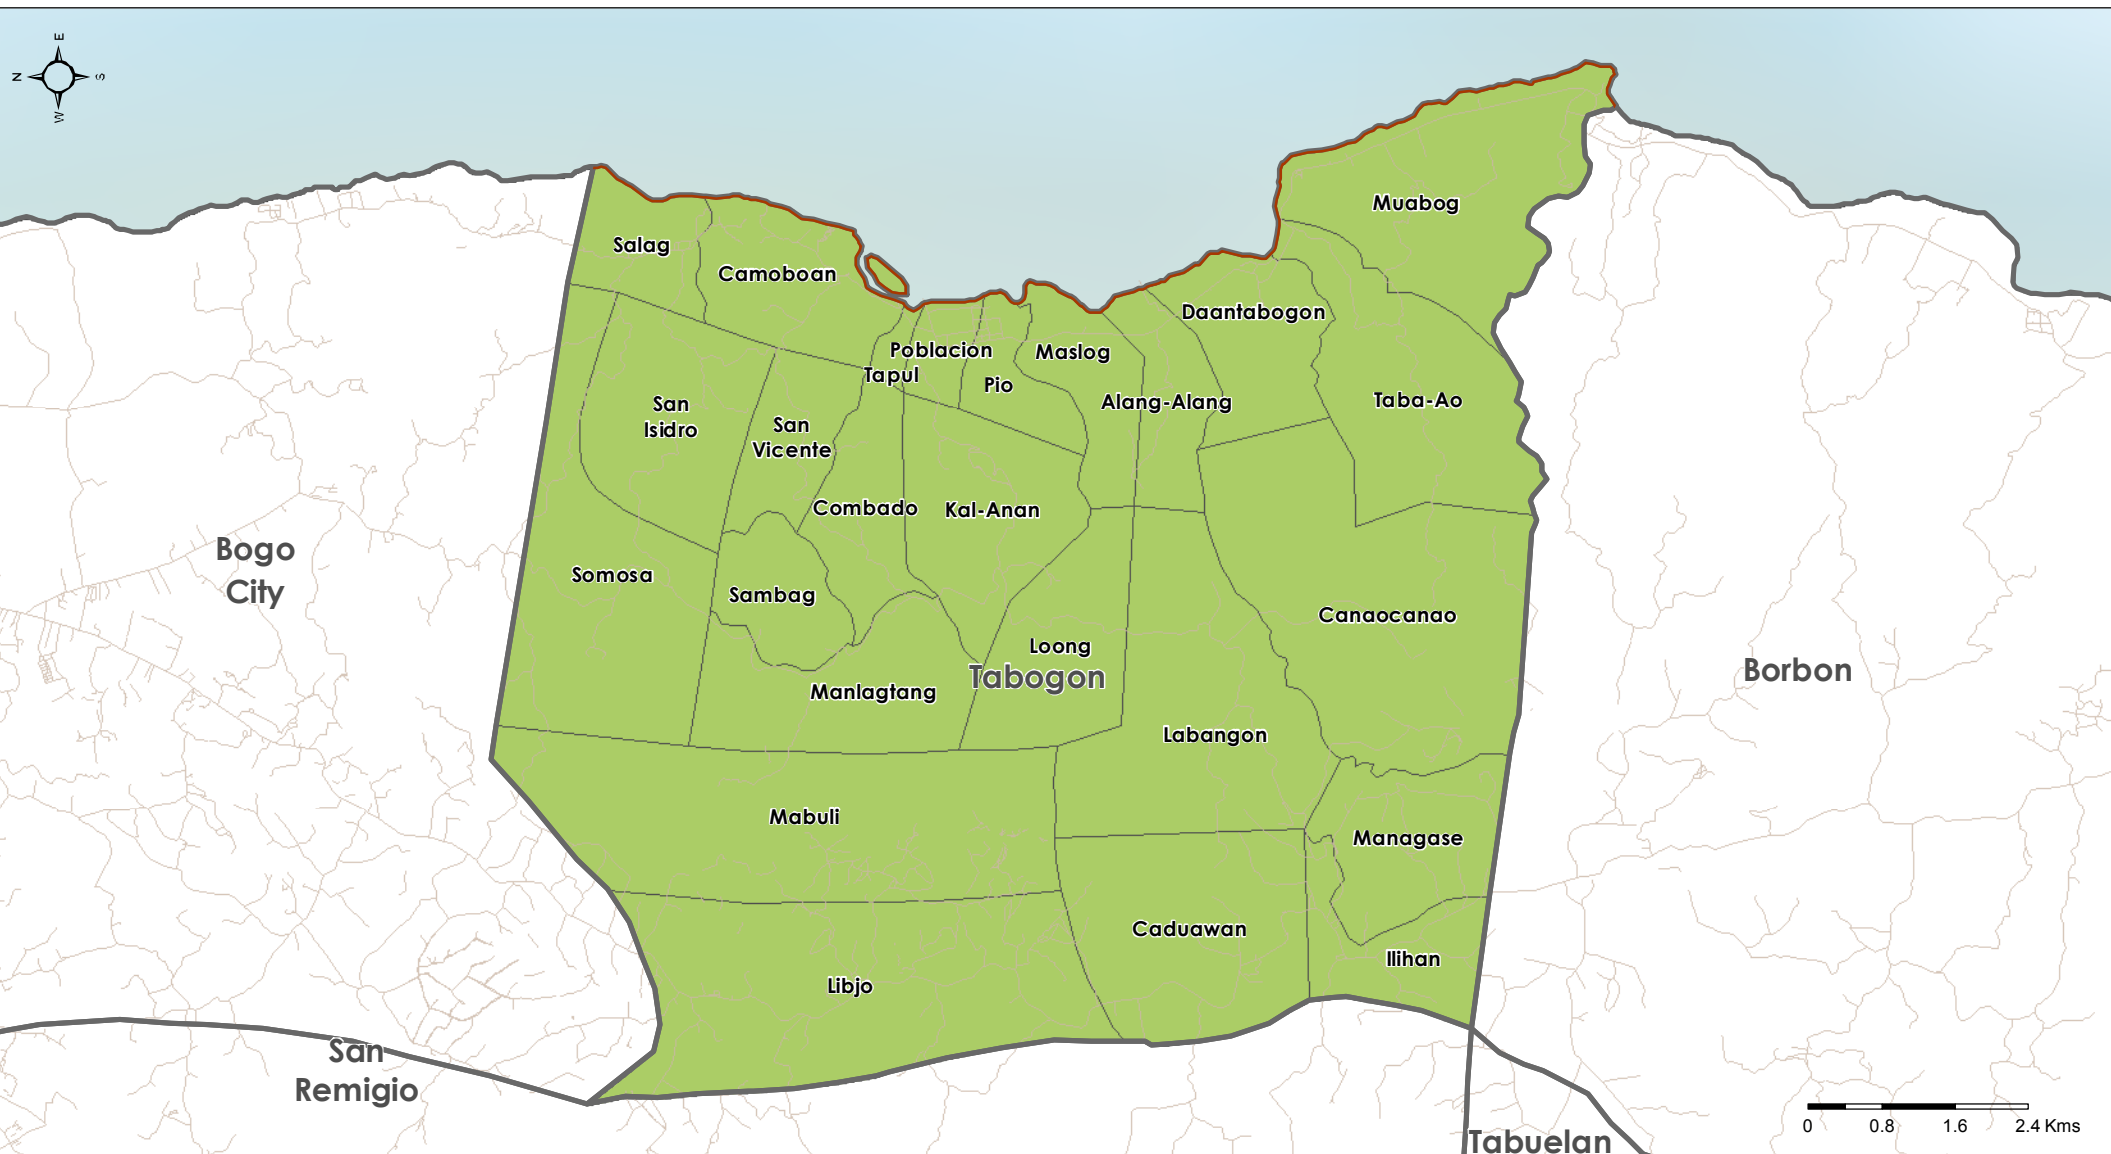 E
N
S
W
Muabog
Salag
Camoboan
Daantabogon
Poblacion
Maslog
Tapul
Pio
San
Isidro
Alang-Alang
Taba-Ao
San
Vicente
Combado
Kal-Anan
Bogo
City
Somosa
Sambag
Canaocanao
Loong
Tabogon
Borbon
Manlagtang
Labangon
Mabuli
Managase
Caduawan
Ilihan
Libjo
San
Remigio
Tabuelan
0 0.8 1.6 2.4 Kms